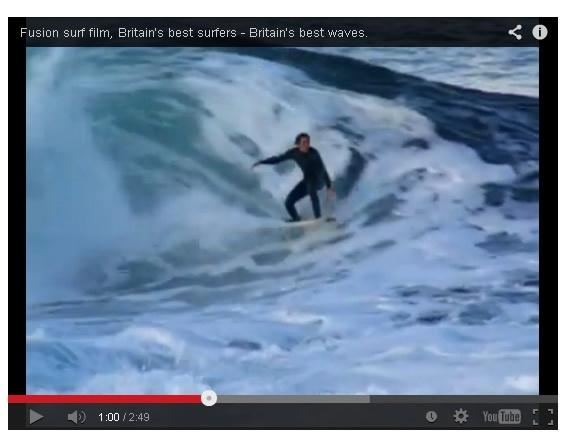 Fusion surf film, Britain's best surfers - Britain's best waves.
1:00 / 2:49
YouTube